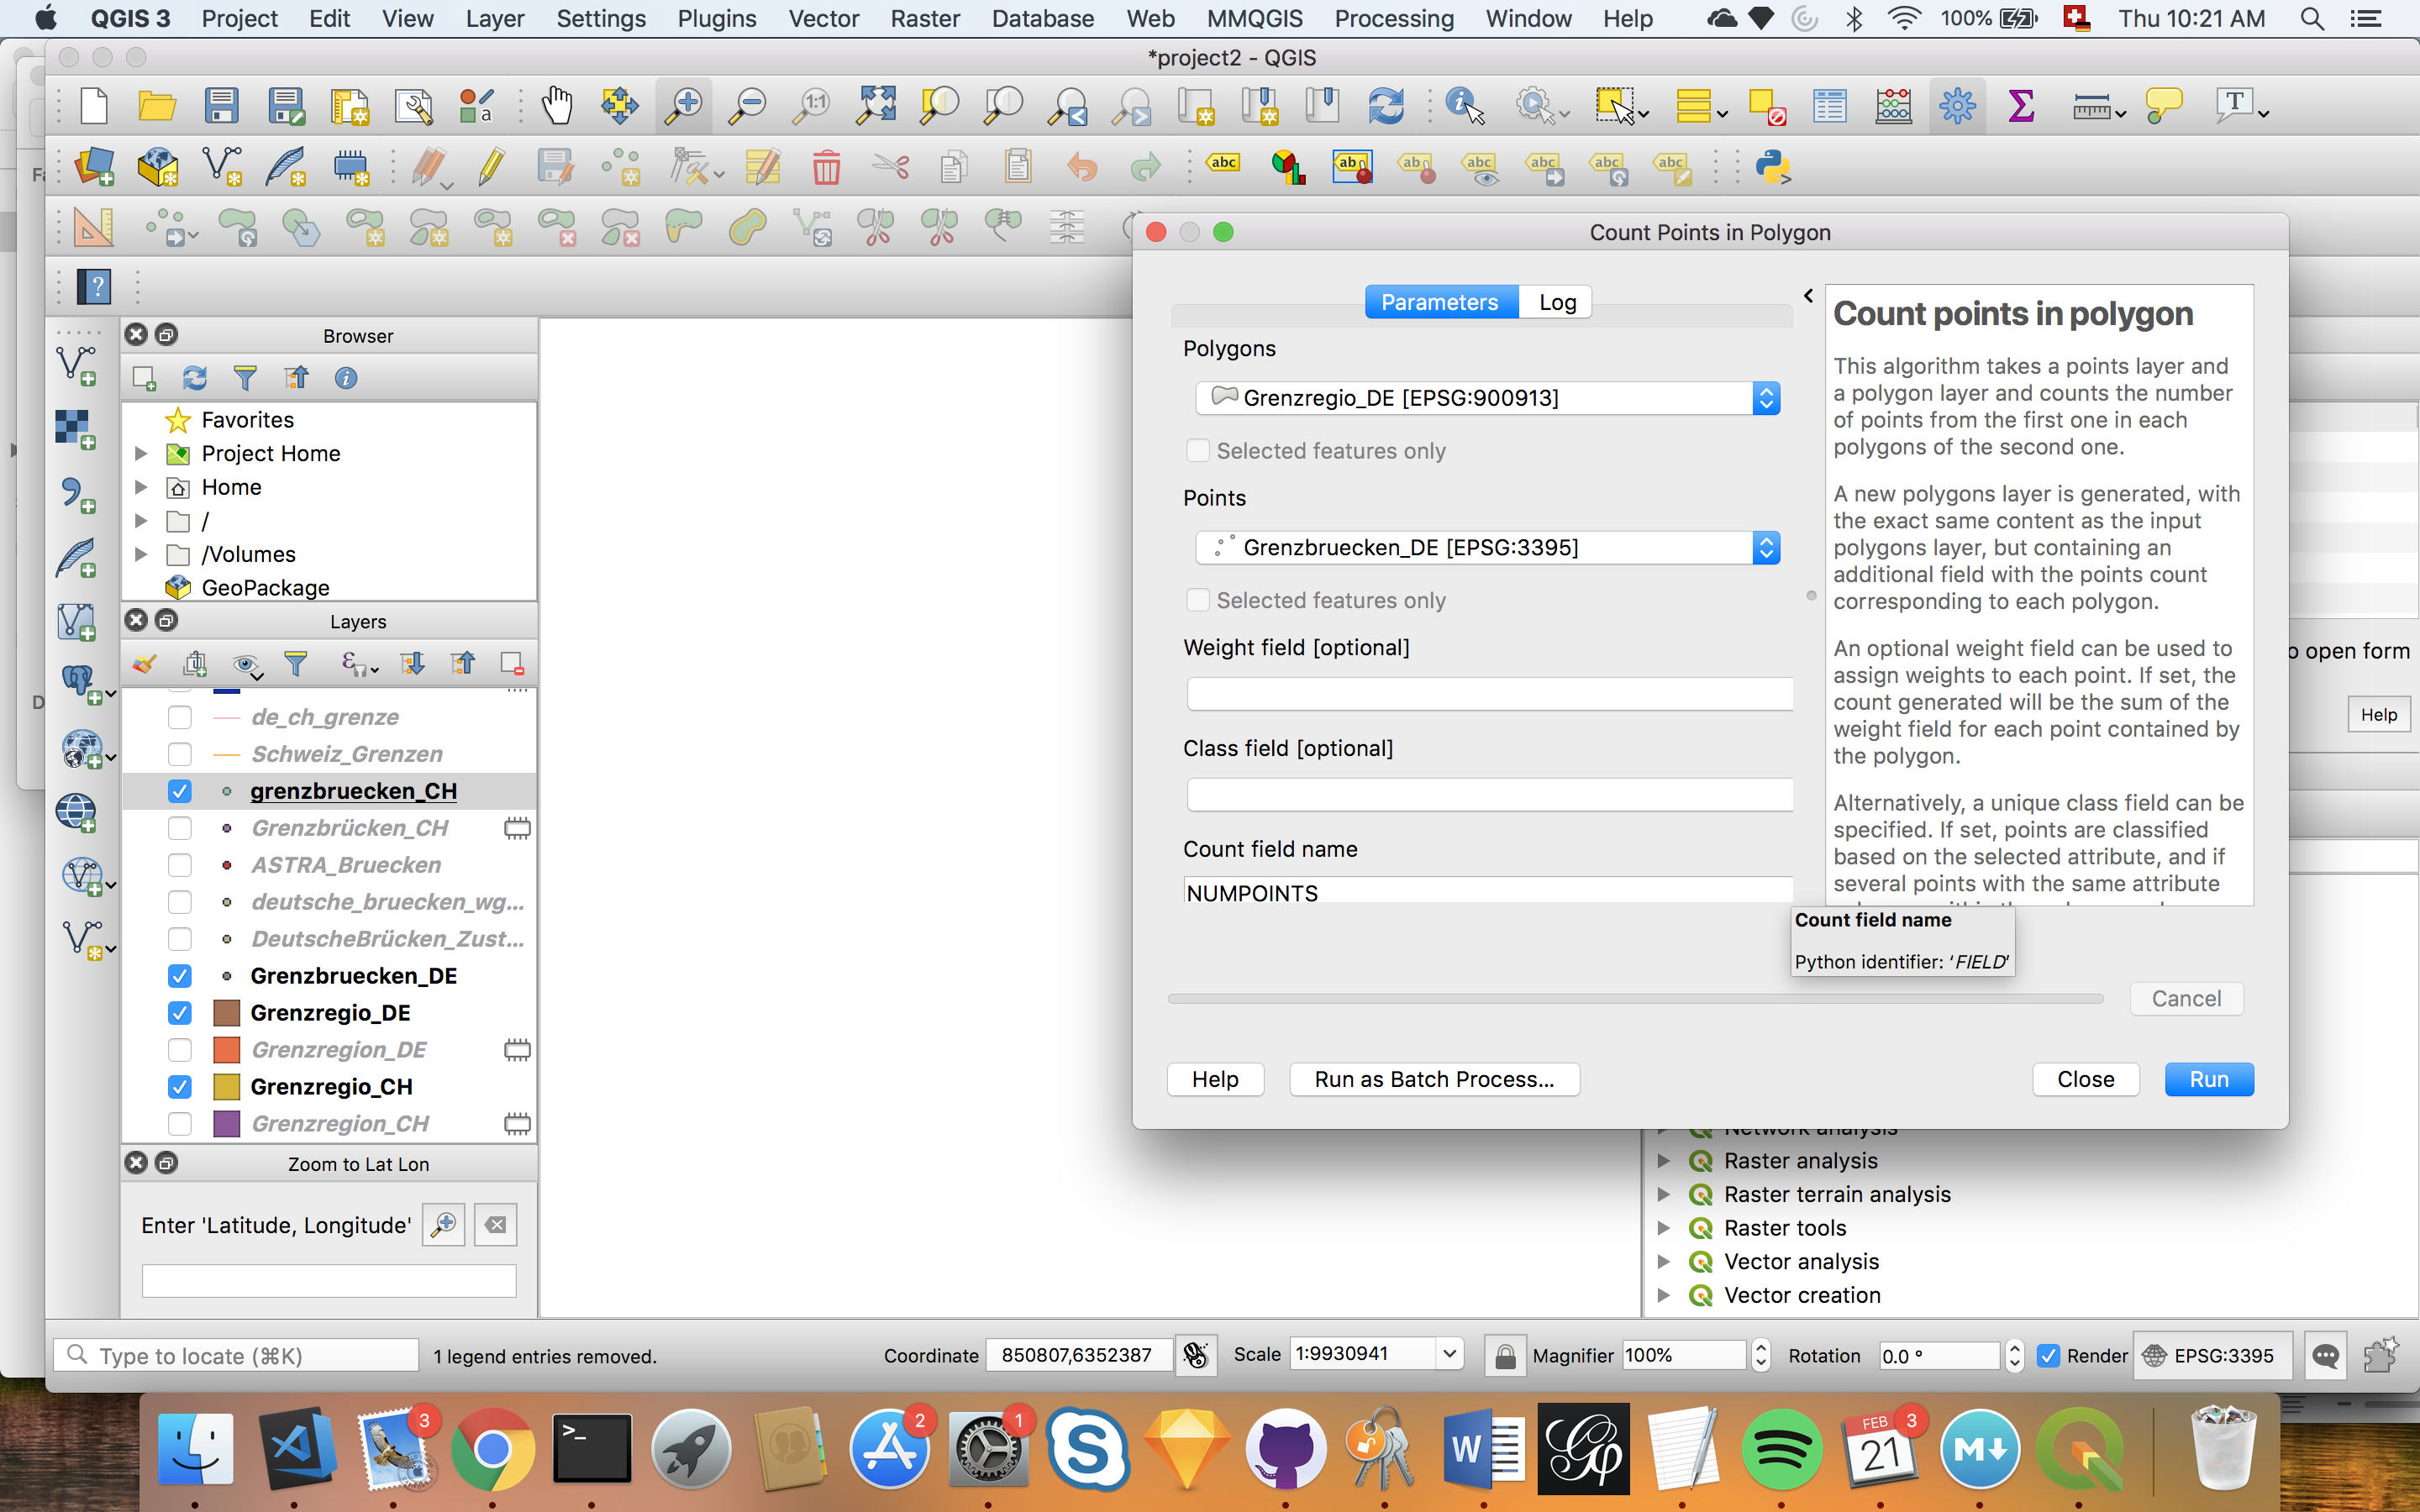 QGIS 3 Project Edit View Layer Settings Plugins Vector Raster Database Web MMQGIS Processing Window Help 100% Thu 10:21 AM
*project2 - QGIS
Browser
Favorites
Project Home
Home
/
/Volumes
GeoPackage
Layers
de_ch_grenze
Schweiz_Grenzen
grenzbruecken_CH
Grenzbrücken_CH
ASTRA_Bruecken
deutsche_bruecken_wg...
DeutscheBrücken_Zust...
Grenzbruecken_DE
Grenzregio_DE
Grenzregion_DE
Grenzregio_CH
Grenzregion_CH
Zoom to Lat Lon
Enter 'Latitude, Longitude'
Count Points in Polygon
Parameters Log
Polygons
Grenzregio_DE [EPSG:900913]
Selected features only
Points
Grenzbruecken_DE [EPSG:3395]
Selected features only
Weight field [optional]
Class field [optional]
Count field name
NUMPOINTS
Count points in polygon
This algorithm takes a points layer and
a polygon layer and counts the number
of points from the first one in each
polygons of the second one.
A new polygons layer is generated, with
the exact same content as the input
polygons layer, but containing an
additional field with the points count
corresponding to each polygon.
An optional weight field can be used to
assign weights to each point. If set, the
count generated will be the sum of the
weight field for each point contained by
the polygon.
Alternatively, a unique class field can be
specified. If set, points are classified
based on the selected attribute, and if
several points with the same attribute
Count field name
Python identifier: 'FIELD'
Cancel
Help Run as Batch Process... Close Run
open form
Help
Network analysis
Raster analysis
Raster terrain analysis
Raster tools
Vector analysis
Vector creation
Type to locate (⌘K) 1 legend entries removed. Coordinate 850807,6352387 Scale 1:9930941 Magnifier 100% Rotation 0.0 ° Render EPSG:3395
3
2
1
FEB 3
21